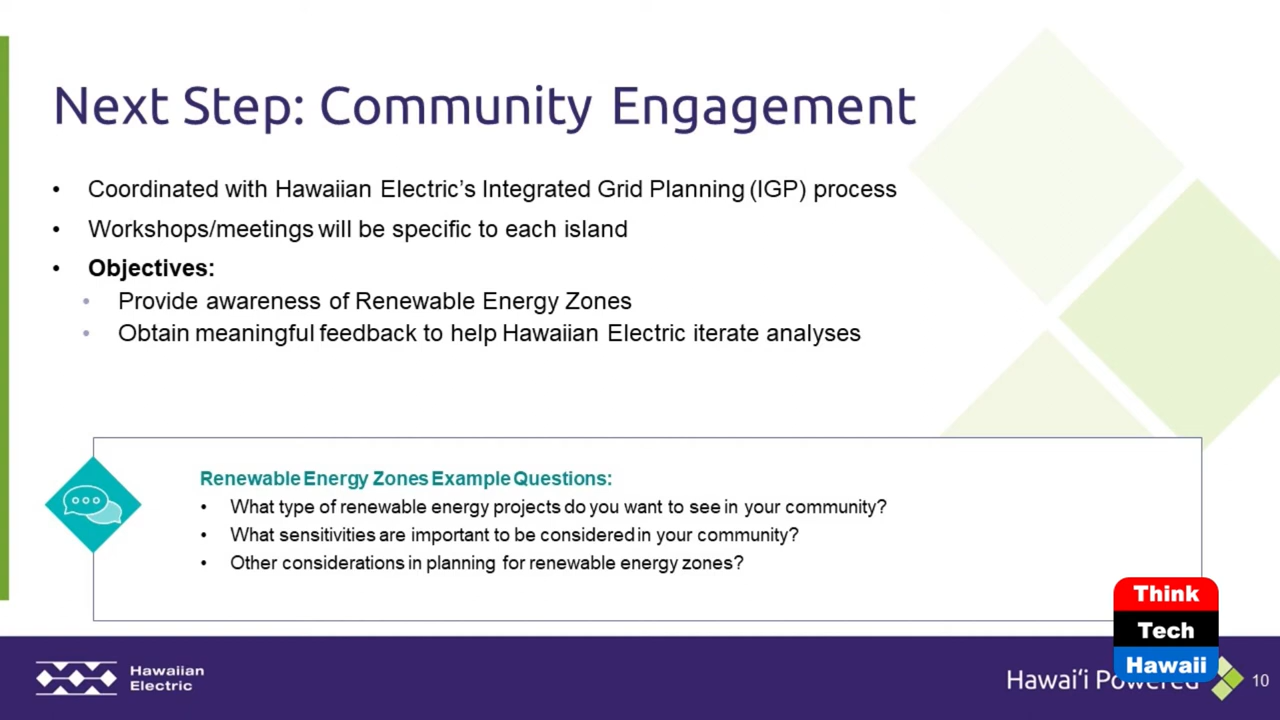 Next Step: Community Engagement
• Coordinated with Hawaiian Electric's Integrated Grid Planning (IGP) process
• Workshops/meetings will be specific to each island
• Objectives:
• Provide awareness of Renewable Energy Zones
• Obtain meaningful feedback to help Hawaiian Electric iterate analyses
Renewable Energy Zones Example Questions:
• What type of renewable energy projects do you want to see in your community?
• What sensitivities are important to be considered in your community?
• Other considerations in planning for renewable energy zones?
Think
Tech
Hawaii
Hawaiian
Electric
Hawaiʻi Powered
10